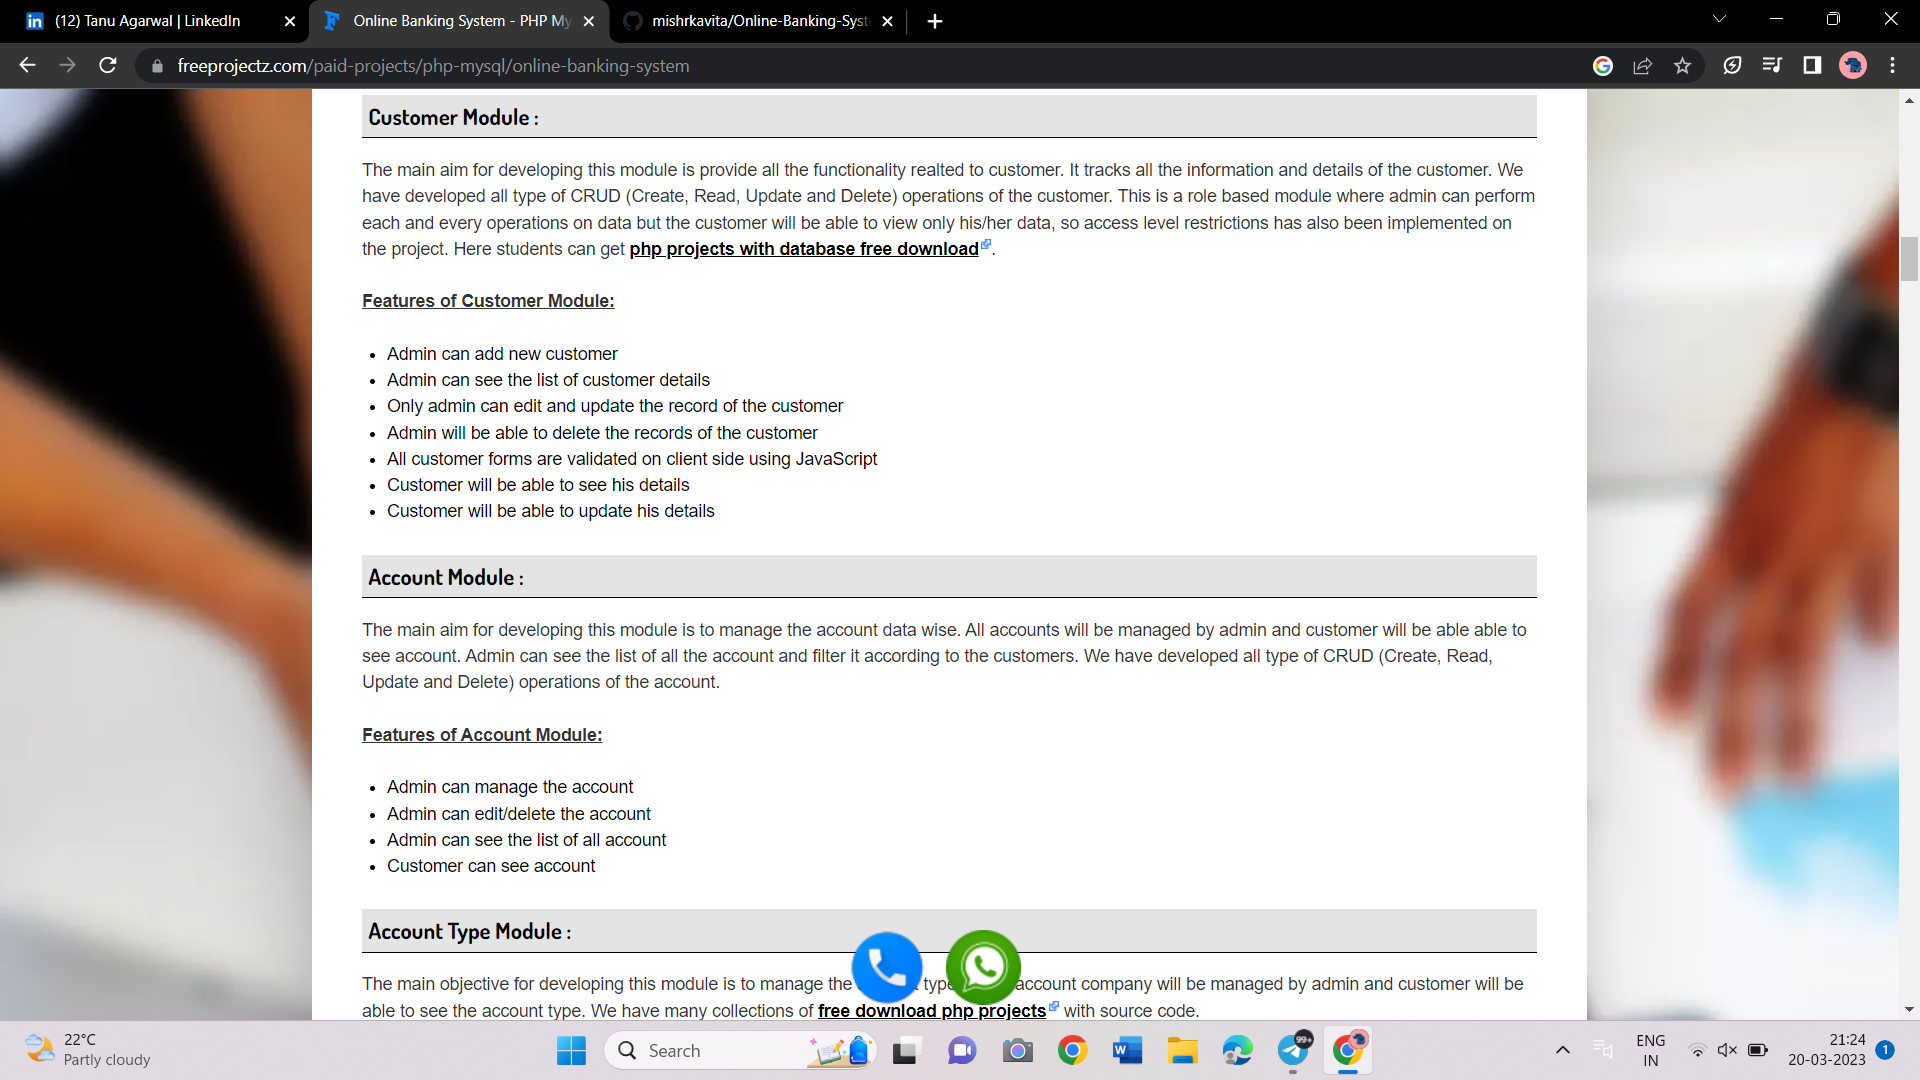 (12) Tanu Agarwal | LinkedIn
Online Banking System - PHP My
mishrkavita/Online-Banking-Syst
freeprojectz.com/paid-projects/php-mysql/online-banking-system
Customer Module :
The main aim for developing this module is provide all the functionality realted to customer. It tracks all the information and details of the customer. We
have developed all type of CRUD (Create, Read, Update and Delete) operations of the customer. This is a role based module where admin can perform
each and every operations on data but the customer will be able to view only his/her data, so access level restrictions has also been implemented on
the project. Here students can get php projects with database free download.
Features of Customer Module:
• Admin can add new customer
• Admin can see the list of customer details
• Only admin can edit and update the record of the customer
• Admin will be able to delete the records of the customer
• All customer forms are validated on client side using JavaScript
• Customer will be able to see his details
• Customer will be able to update his details
Account Module :
The main aim for developing this module is to manage the account data wise. All accounts will be managed by admin and customer will be able able to
see account. Admin can see the list of all the account and filter it according to the customers. We have developed all type of CRUD (Create, Read,
Update and Delete) operations of the account.
Features of Account Module:
• Admin can manage the account
• Admin can edit/delete the account
• Admin can see the list of all account
• Customer can see account
Account Type Module :
The main objective for developing this module is to manage the type account company will be managed by admin and customer will be
able to see the account type. We have many collections of free download php projects with source code.
22°C
Partly cloudy
Search
99+
ENG
IN
21:24
20-03-2023
1